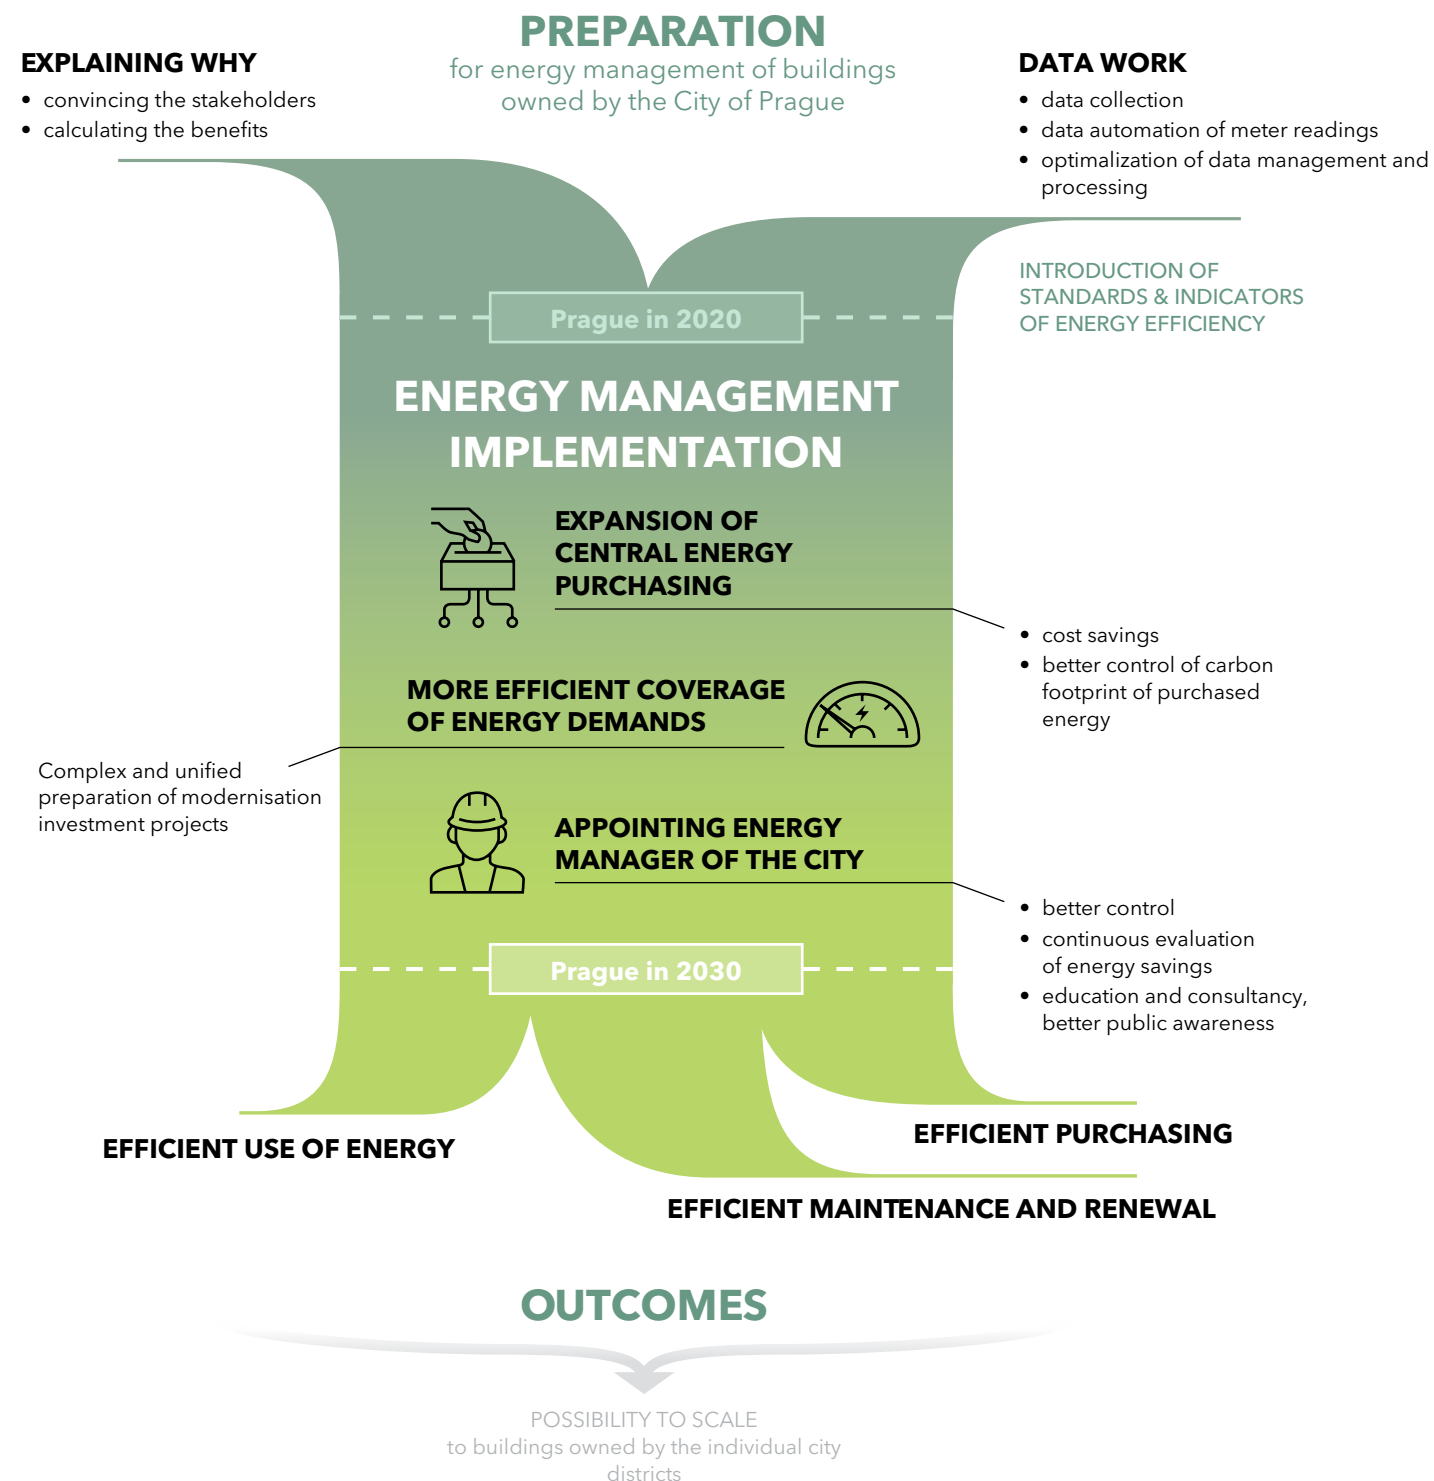 PREPARATION
for energy management of buildings
owned by the City of Prague
EXPLAINING WHY
• convincing the stakeholders
• calculating the benefits
DATA WORK
• data collection
• data automation of meter readings
• optimalization of data management and
processing
INTRODUCTION OF
STANDARDS & INDICATORS
OF ENERGY EFFICIENCY
Prague in 2020
ENERGY MANAGEMENT
IMPLEMENTATION
EXPANSION OF
CENTRAL ENERGY
PURCHASING
• cost savings
• better control of carbon
footprint of purchased
energy
MORE EFFICIENT COVERAGE
OF ENERGY DEMANDS
Complex and unified
preparation of modernisation
investment projects
APPOINTING ENERGY
MANAGER OF THE CITY
• better control
• continuous evaluation
of energy savings
• education and consultancy,
better public awareness
Prague in 2030
EFFICIENT USE OF ENERGY
EFFICIENT PURCHASING
EFFICIENT MAINTENANCE AND RENEWAL
OUTCOMES
POSSIBILITY TO SCALE
to buildings owned by the individual city
districts